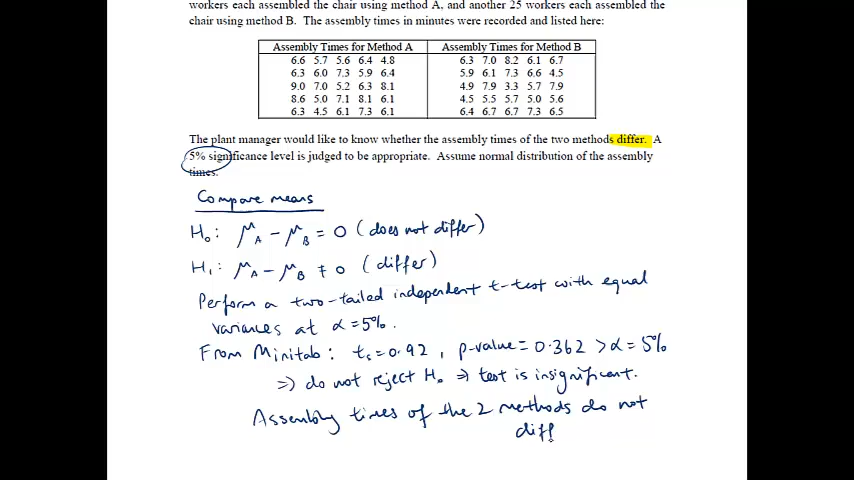 workers each assembled the chair using method A, and another 25 workers each assembled the
chair using method B. The assembly times in minutes were recorded and listed here:
Assembly Times for Method A Assembly Times for Method B
6.6 5.7 5.6 6.4 4.8 6.3 7.0 8.2 6.1 6.7
6.3 6.0 7.3 5.9 6.4 5.9 6.1 7.3 6.6 4.5
9.0 7.0 5.2 6.3 8.1 4.9 7.9 3.3 5.7 7.9
8.6 5.0 7.1 8.1 6.1 4.5 5.5 5.7 5.0 5.6
6.3 4.5 6.1 7.3 6.1 6.4 6.7 6.7 7.3 6.5
The plant manager would like to know whether the assembly times of the two methods differ. A
5% significance level is judged to be appropriate. Assume normal distribution of the assembly
times.
Compare means
H₀: μ_A − μ_B = 0 (does not differ)
H₁: μ_A − μ_B ≠ 0 (differ)
Perform a two-tailed independent t-test with equal
variances at α = 5%.
From Minitab: tₛ = 0.92, p-value = 0.362 > α = 5%
⇒ do not reject H₀ ⇒ test is insignificant.
Assembly times of the 2 methods do not
diff